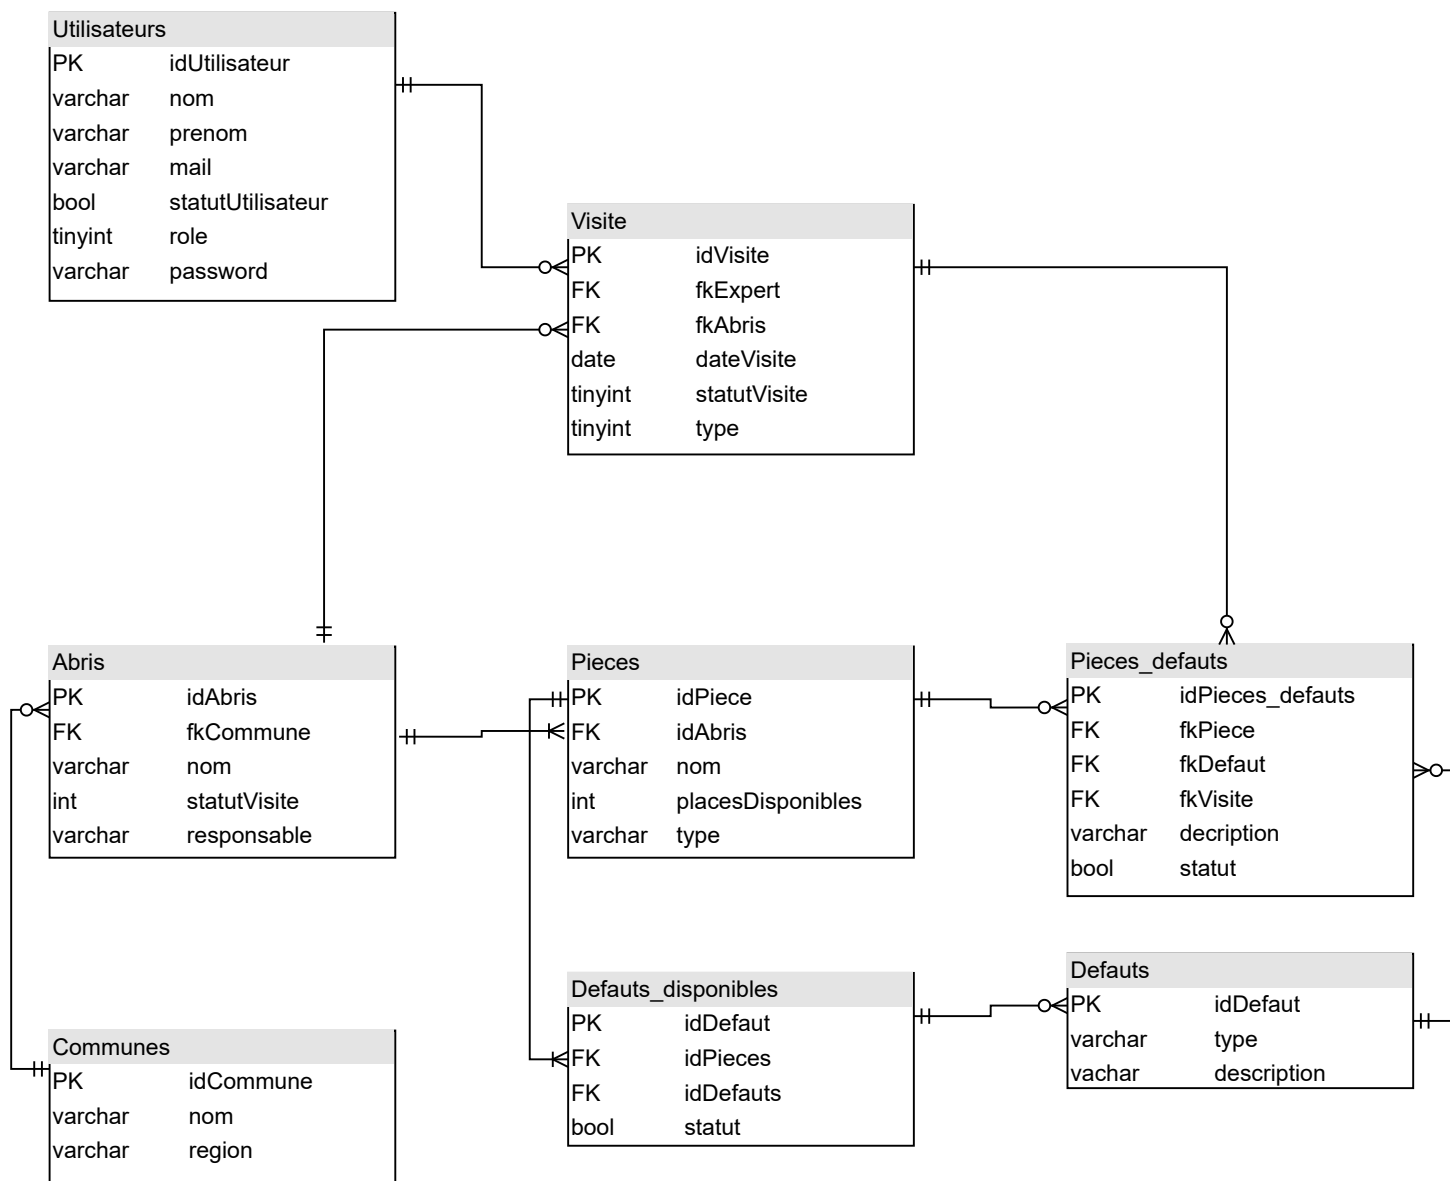 Utilisateurs
PK idUtilisateur
varchar nom
varchar prenom
varchar mail
bool statutUtilisateur
tinyint role
varchar password
Visite
PK idVisite
FK fkExpert
FK fkAbris
date dateVisite
tinyint statutVisite
tinyint type
Abris
PK idAbris
FK fkCommune
varchar nom
int statutVisite
varchar responsable
Pieces
PK idPiece
FK idAbris
varchar nom
int placesDisponibles
varchar type
Pieces_defauts
PK idPieces_defauts
FK fkPiece
FK fkDefaut
FK fkVisite
varchar decription
bool statut
Defauts_disponibles
PK idDefaut
FK idPieces
FK idDefauts
bool statut
Defauts
PK idDefaut
varchar type
vachar description
Communes
PK idCommune
varchar nom
varchar region